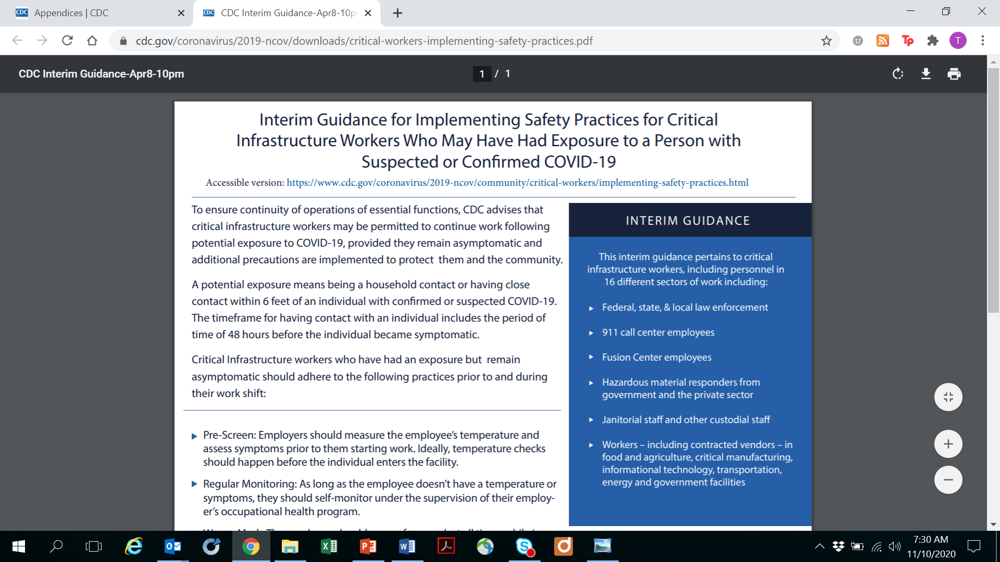 Appendices | CDC
CDC Interim Guidance-Apr8-10p
cdc.gov/coronavirus/2019-ncov/downloads/critical-workers-implementing-safety-practices.pdf
T
CDC Interim Guidance-Apr8-10pm
1 / 1
Interim Guidance for Implementing Safety Practices for Critical
Infrastructure Workers Who May Have Had Exposure to a Person with
Suspected or Confirmed COVID-19
Accessible version: https://www.cdc.gov/coronavirus/2019-ncov/community/critical-workers/implementing-safety-practices.html
To ensure continuity of operations of essential functions, CDC advises that
critical infrastructure workers may be permitted to continue work following
potential exposure to COVID-19, provided they remain asymptomatic and
additional precautions are implemented to protect them and the community.
A potential exposure means being a household contact or having close
contact within 6 feet of an individual with confirmed or suspected COVID-19.
The timeframe for having contact with an individual includes the period of
time of 48 hours before the individual became symptomatic.
Critical Infrastructure workers who have had an exposure but remain
asymptomatic should adhere to the following practices prior to and during
their work shift:
Pre-Screen: Employers should measure the employee's temperature and
assess symptoms prior to them starting work. Ideally, temperature checks
should happen before the individual enters the facility.
Regular Monitoring: As long as the employee doesn't have a temperature or
symptoms, they should self-monitor under the supervision of their employ-
er's occupational health program.
INTERIM GUIDANCE
This interim guidance pertains to critical
infrastructure workers, including personnel in
16 different sectors of work including:
Federal, state, & local law enforcement
911 call center employees
Fusion Center employees
Hazardous material responders from
government and the private sector
Janitorial staff and other custodial staff
Workers – including contracted vendors – in
food and agriculture, critical manufacturing,
informational technology, transportation,
energy and government facilities
7:30 AM
11/10/2020